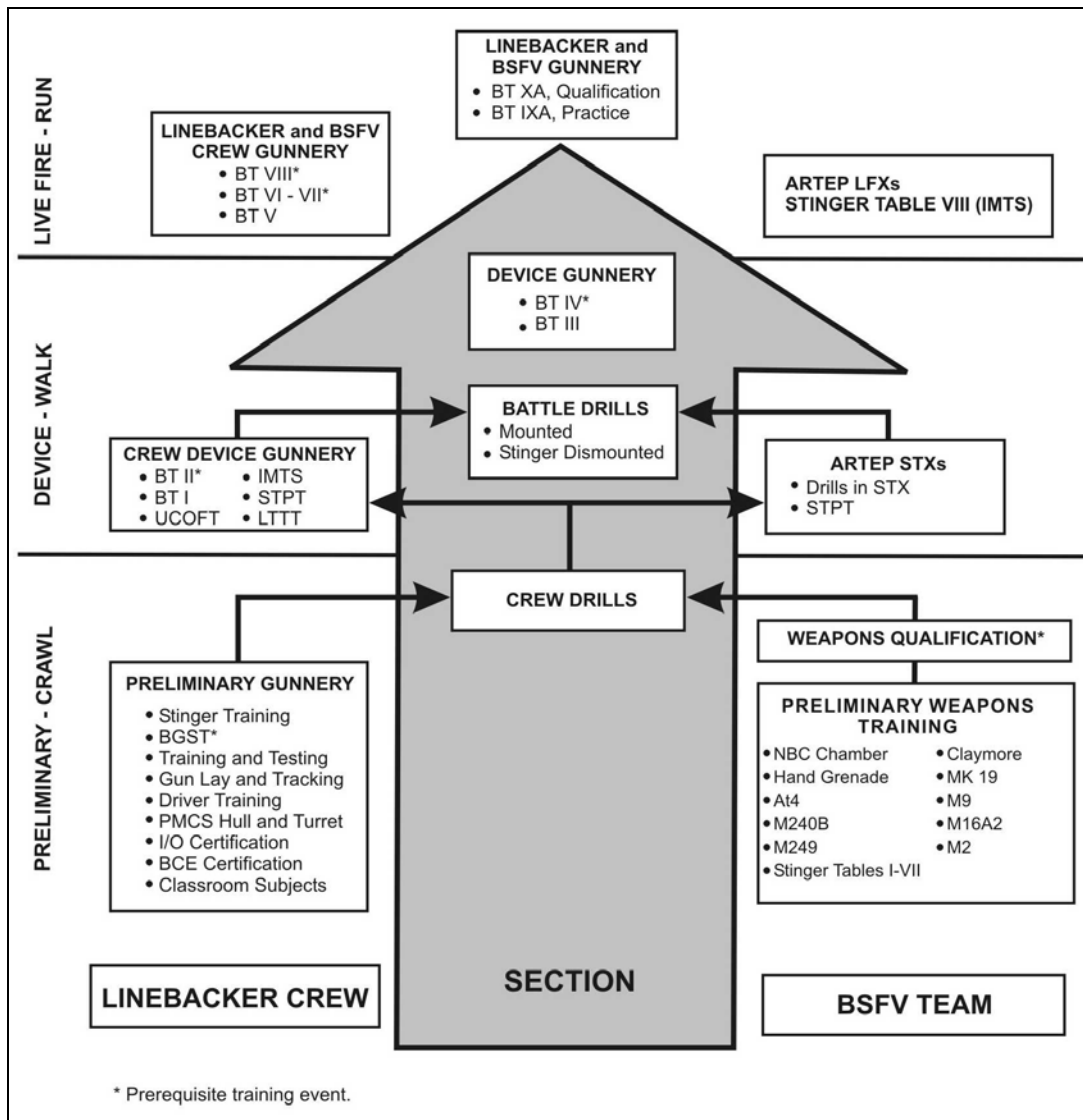 LIVE FIRE - RUN
LINEBACKER and
BSFV GUNNERY
• BT XA, Qualification
• BT IXA, Practice
LINEBACKER and BSFV
CREW GUNNERY
• BT VIII*
• BT VI - VII*
• BT V
ARTEP LFXs
STINGER TABLE VIII (IMTS)
DEVICE - WALK
DEVICE GUNNERY
• BT IV*
• BT III
BATTLE DRILLS
• Mounted
• Stinger Dismounted
CREW DEVICE GUNNERY
• BT II* • IMTS
• BT I • STPT
• UCOFT • LTTT
ARTEP STXs
• Drills in STX
• STPT
PRELIMINARY - CRAWL
CREW DRILLS
PRELIMINARY GUNNERY
• Stinger Training
• BGST*
• Training and Testing
• Gun Lay and Tracking
• Driver Training
• PMCS Hull and Turret
• I/O Certification
• BCE Certification
• Classroom Subjects
WEAPONS QUALIFICATION*
PRELIMINARY WEAPONS
TRAINING
• NBC Chamber • Claymore
• Hand Grenade • MK 19
• At4 • M9
• M240B • M16A2
• M249 • M2
• Stinger Tables I-VII
LINEBACKER CREW
SECTION
BSFV TEAM
* Prerequisite training event.